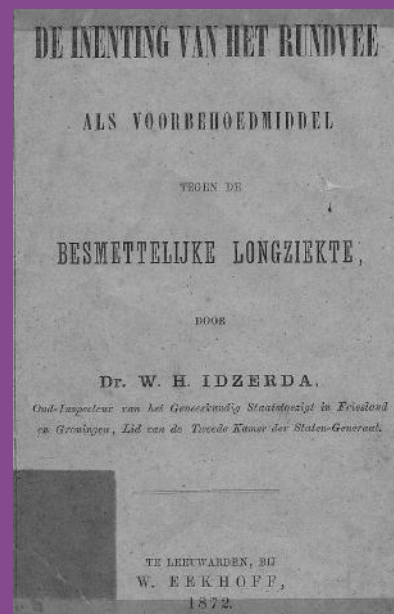 DE INENTING VAN HET RUNDVEE
ALS VOORBEHOEDMIDDEL
TEGEN DE
BESMETTELIJKE LONGZIEKTE,
DOOR
Dr. W. H. IDZERDA,
Oud-Inspecteur van het Geneeskundig Staatstoezigt in Friesland
en Groningen, Lid van de Tweede Kamer der Staten-Generaal.
TE LEEUWARDEN, BIJ
W. EEKHOFF,
1872.